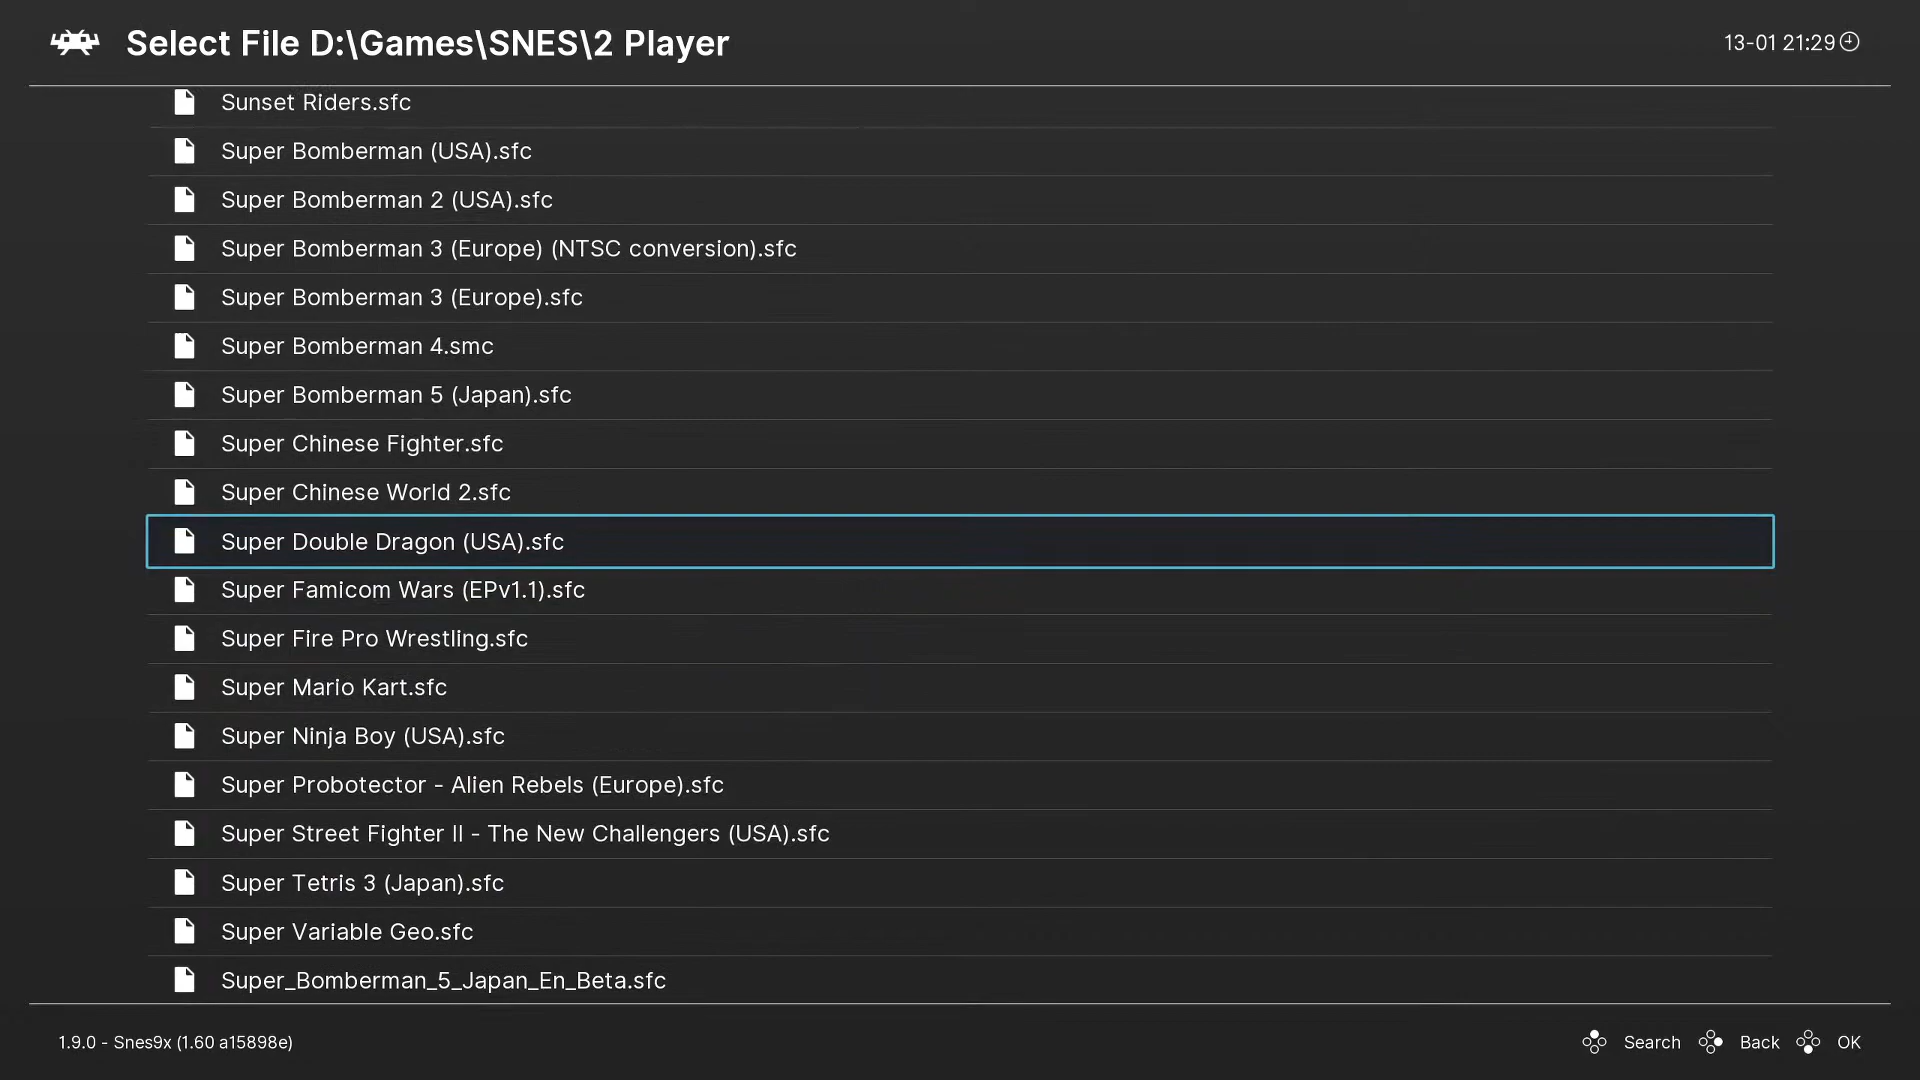 Select File D:\Games\SNES\2 Player
13-01 21:29
Sunset Riders.sfc
Super Bomberman (USA).sfc
Super Bomberman 2 (USA).sfc
Super Bomberman 3 (Europe) (NTSC conversion).sfc
Super Bomberman 3 (Europe).sfc
Super Bomberman 4.smc
Super Bomberman 5 (Japan).sfc
Super Chinese Fighter.sfc
Super Chinese World 2.sfc
Super Double Dragon (USA).sfc
Super Famicom Wars (EPv1.1).sfc
Super Fire Pro Wrestling.sfc
Super Mario Kart.sfc
Super Ninja Boy (USA).sfc
Super Probotector - Alien Rebels (Europe).sfc
Super Street Fighter II - The New Challengers (USA).sfc
Super Tetris 3 (Japan).sfc
Super Variable Geo.sfc
Super_Bomberman_5_Japan_En_Beta.sfc
1.9.0 - Snes9x (1.60 a15898e)
Search Back OK